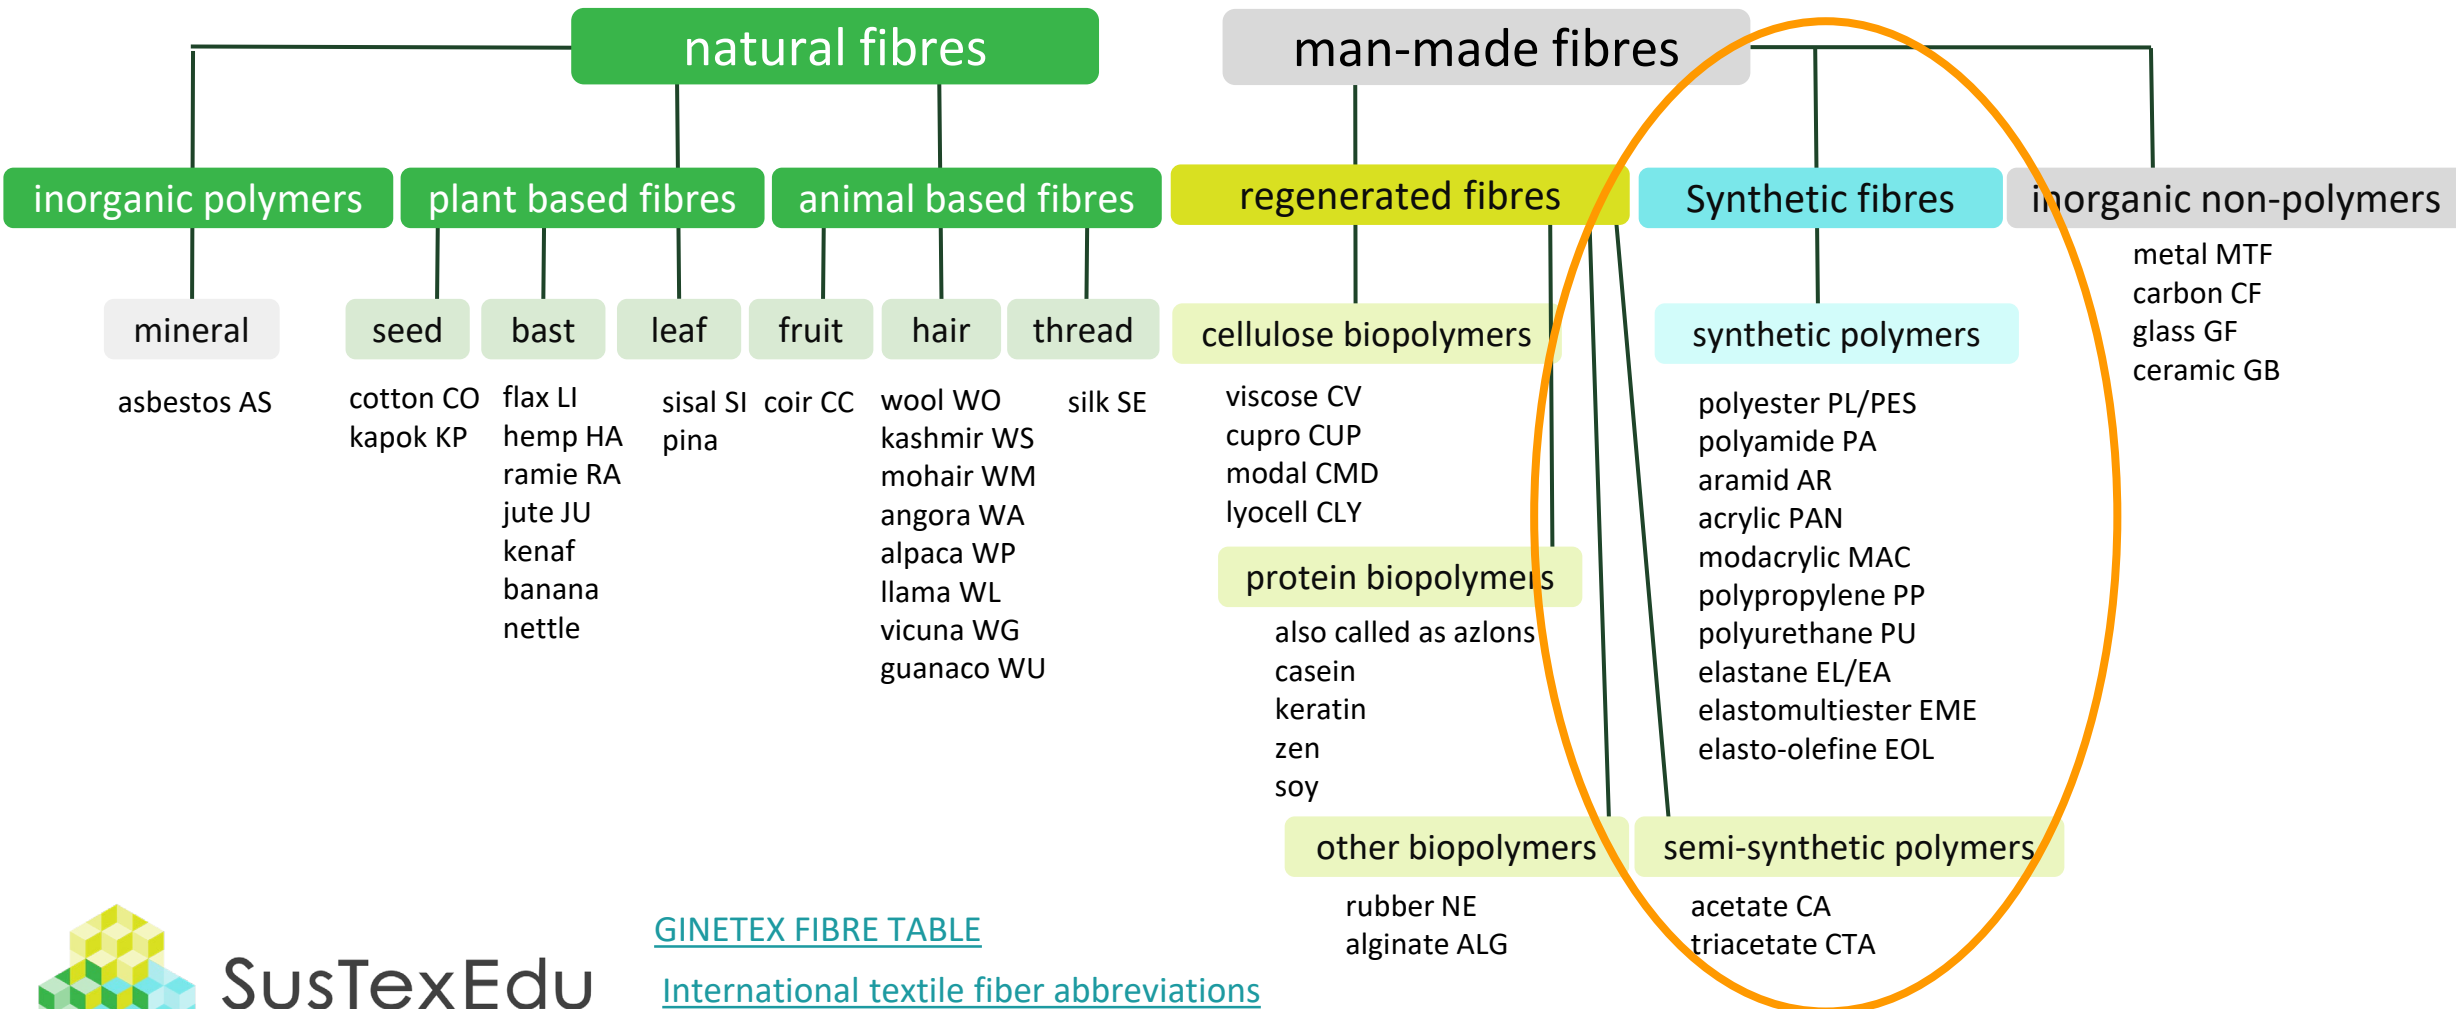 natural fibres
man-made fibres
inorganic polymers
plant based fibres
animal based fibres
regenerated fibres
Synthetic fibres
inorganic non-polymers
mineral
asbestos AS
seed
cotton CO
kapok KP
bast
flax LI
hemp HA
ramie RA
jute JU
kenaf
banana
nettle
leaf
sisal SI
pina
fruit
coir CC
hair
wool WO
kashmir WS
mohair WM
angora WA
alpaca WP
llama WL
vicuna WG
guanaco WU
thread
silk SE
cellulose biopolymers
viscose CV
cupro CUP
modal CMD
lyocell CLY
protein biopolymers
also called as azlons
casein
keratin
zen
soy
other biopolymers
rubber NE
alginate ALG
synthetic polymers
polyester PL/PES
polyamide PA
aramid AR
acrylic PAN
modacrylic MAC
polypropylene PP
polyurethane PU
elastane EL/EA
elastomultiester EME
elasto-olefine EOL
semi-synthetic polymers
acetate CA
triacetate CTA
metal MTF
carbon CF
glass GF
ceramic GB
SusTexEdu
GINETEX FIBRE TABLE
International textile fiber abbreviations